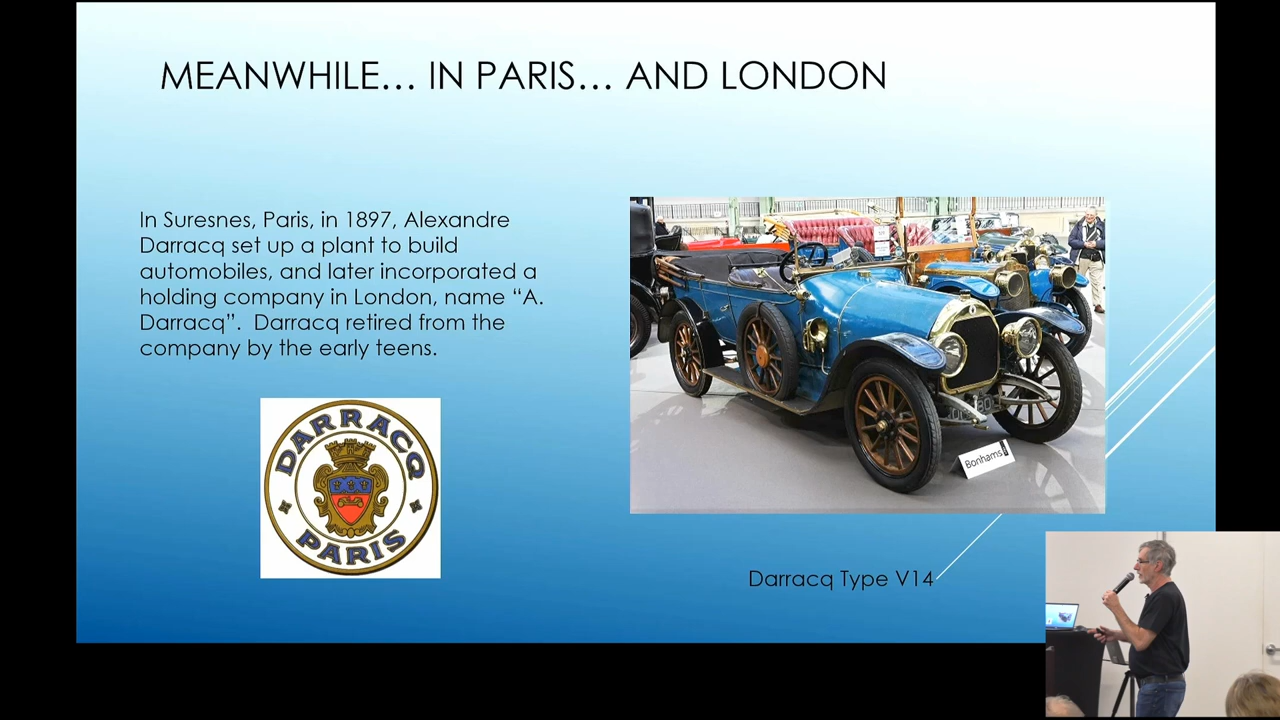 MEANWHILE… IN PARIS… AND LONDON
In Suresnes, Paris, in 1897, Alexandre
Darracq set up a plant to build
automobiles, and later incorporated a
holding company in London, name “A.
Darracq”.  Darracq retired from the
company by the early teens.
DARRACQ
PARIS
Bonhams
Darracq Type V14